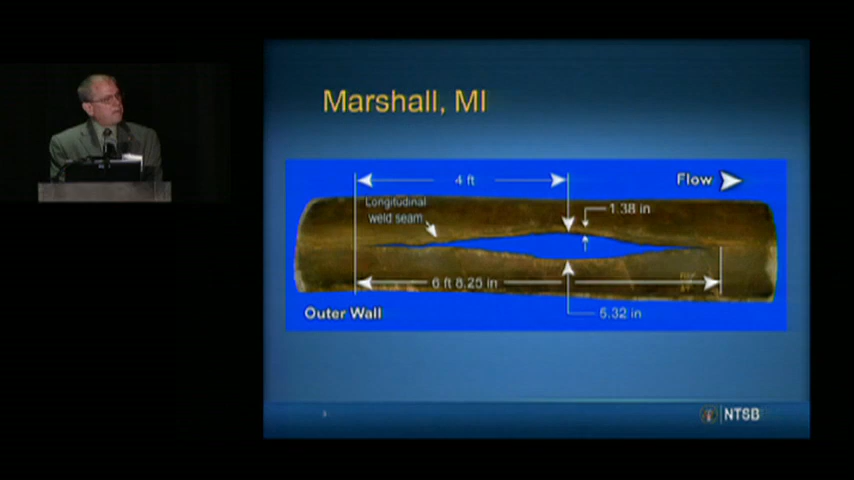 Marshall, MI
4 ft
Flow
Longitudinal
weld seam
1.38 in
6 ft 8.25 in
Outer Wall
5.32 in
3
NTSB